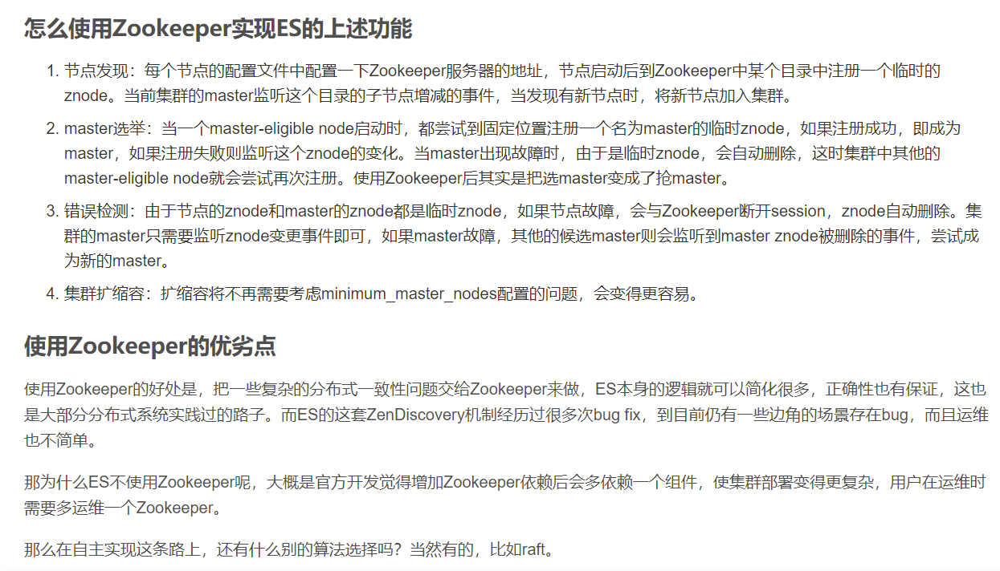 怎么使用Zookeeper实现ES的上述功能
1. 节点发现：每个节点的配置文件中配置一下Zookeeper服务器的地址，节点启动后到Zookeeper中某个目录中注册一个临时的
znode。当前集群的master监听这个目录的子节点增减的事件，当发现有新节点时，将新节点加入集群。
2. master选举：当一个master-eligible node启动时，都尝试到固定位置注册一个名为master的临时znode，如果注册成功，即成为
master，如果注册失败则监听这个znode的变化。当master出现故障时，由于是临时znode，会自动删除，这时集群中其他的
master-eligible node就会尝试再次注册。使用Zookeeper后其实是把选master变成了抢master。
3. 错误检测：由于节点的znode和master的znode都是临时znode，如果节点故障，会与Zookeeper断开session，znode自动删除。集
群的master只需要监听znode变更事件即可，如果master故障，其他的候选master则会监听到master znode被删除的事件，尝试成
为新的master。
4. 集群扩缩容：扩缩容将不再需要考虑minimum_master_nodes配置的问题，会变得更容易。
使用Zookeeper的优劣点
使用Zookeeper的好处是，把一些复杂的分布式一致性问题交给Zookeeper来做，ES本身的逻辑就可以简化很多，正确性也有保证，这也
是大部分分布式系统实践过的路子。而ES的这套ZenDiscovery机制经历过很多次bug fix，到目前仍有一些边角的场景存在bug，而且运维
也不简单。
那为什么ES不使用Zookeeper呢，大概是官方开发觉得增加Zookeeper依赖后会多依赖一个组件，使集群部署变得更复杂，用户在运维时
需要多运维一个Zookeeper。
那么在自主实现这条路上，还有什么别的算法选择吗？当然有的，比如raft。